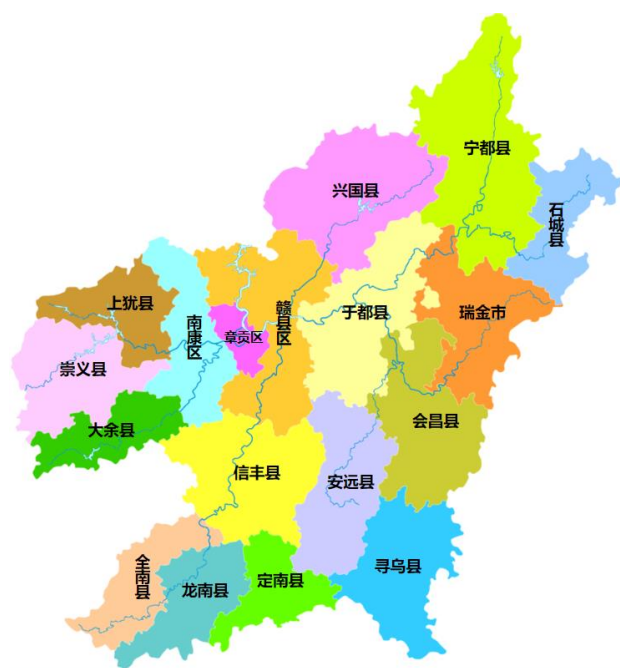 宁都县
兴国县
石城县
上犹县
南康区
赣县区
章贡区
于都县
瑞金市
崇义县
大余县
会昌县
信丰县
安远县
全南县
龙南县
定南县
寻乌县